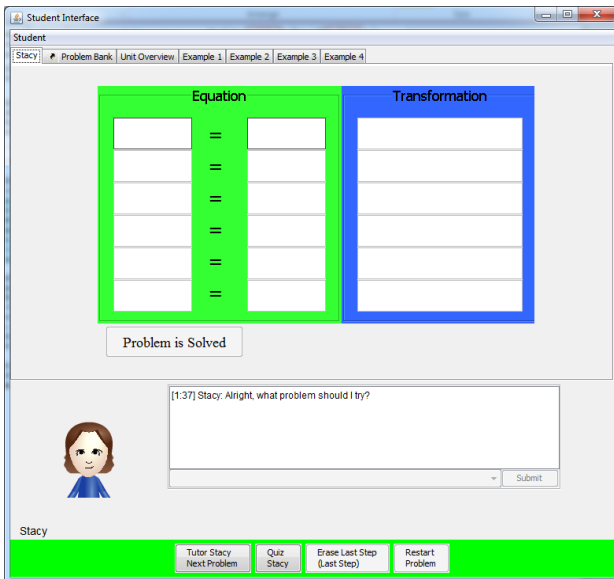 Student Interface
Student
Stacy Problem Bank Unit Overview Example 1 Example 2 Example 3 Example 4
Equation Transformation
=
=
=
=
=
=
Problem is Solved
[1:37] Stacy: Alright, what problem should I try?
Submit
Stacy
Tutor Stacy Quiz Erase Last Step Restart
Next Problem Stacy (Last Step) Problem